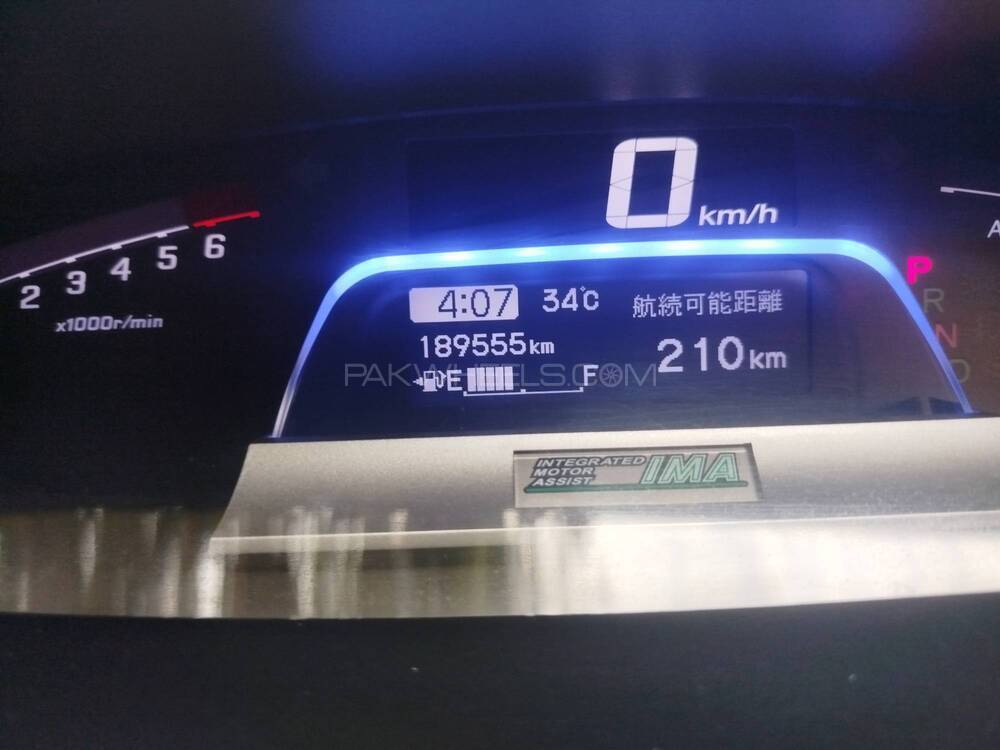 0 km/h
2 3 4 5 6
x1000r/min
4:07 34°C 航続可能距離
189555km 210km
E F
PAKWHEELS.COM
P
R
N
D
A
INTEGRATED
MOTOR
ASSIST
IMA